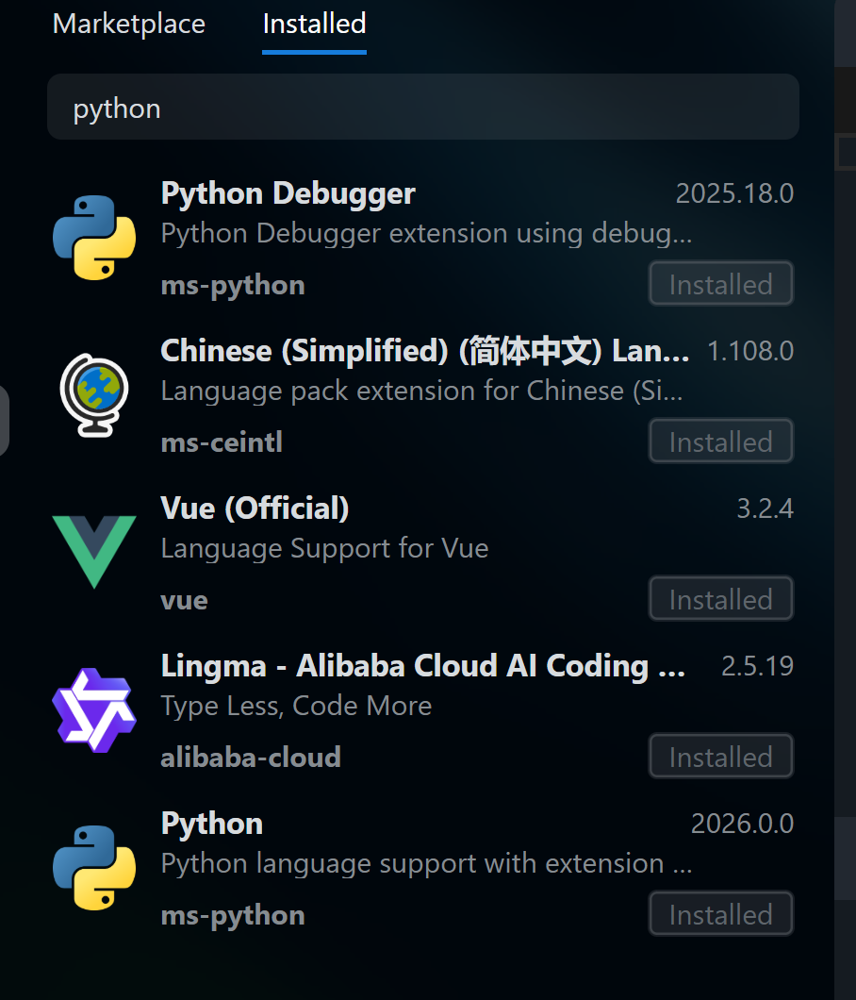 Marketplace Installed
python
Python Debugger 2025.18.0
Python Debugger extension using debug...
ms-python Installed
Chinese (Simplified) (简体中文) Lan... 1.108.0
Language pack extension for Chinese (Si...
ms-ceintl Installed
Vue (Official) 3.2.4
Language Support for Vue
vue Installed
Lingma - Alibaba Cloud AI Coding ... 2.5.19
Type Less, Code More
alibaba-cloud Installed
Python 2026.0.0
Python language support with extension ...
ms-python Installed